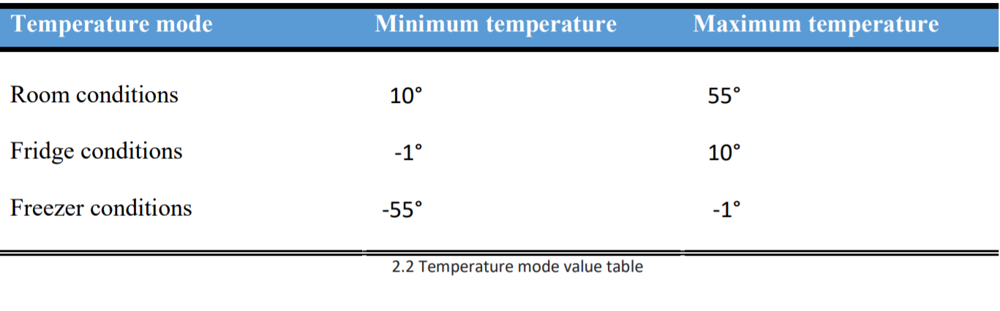 Temperature mode Minimum temperature Maximum temperature
Room conditions 10° 55°
Fridge conditions -1° 10°
Freezer conditions -55° -1°
2.2 Temperature mode value table